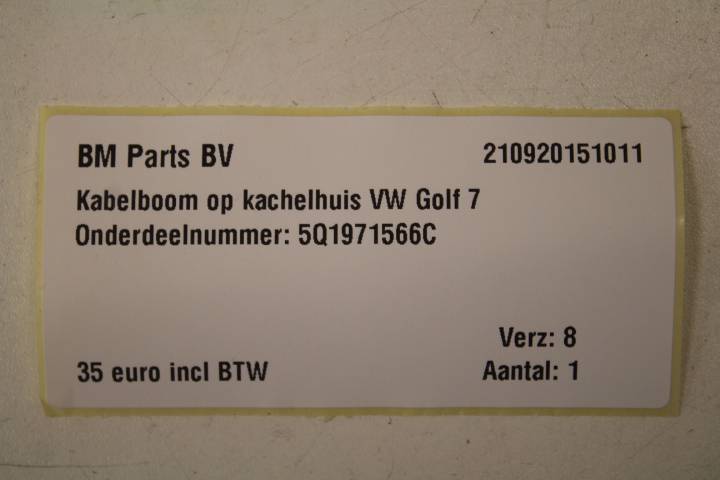 BM Parts BV 210920151011
Kabelboom op kachelhuis VW Golf 7
Onderdeelnummer: 5Q1971566C
Verz: 8
35 euro incl BTW Aantal: 1